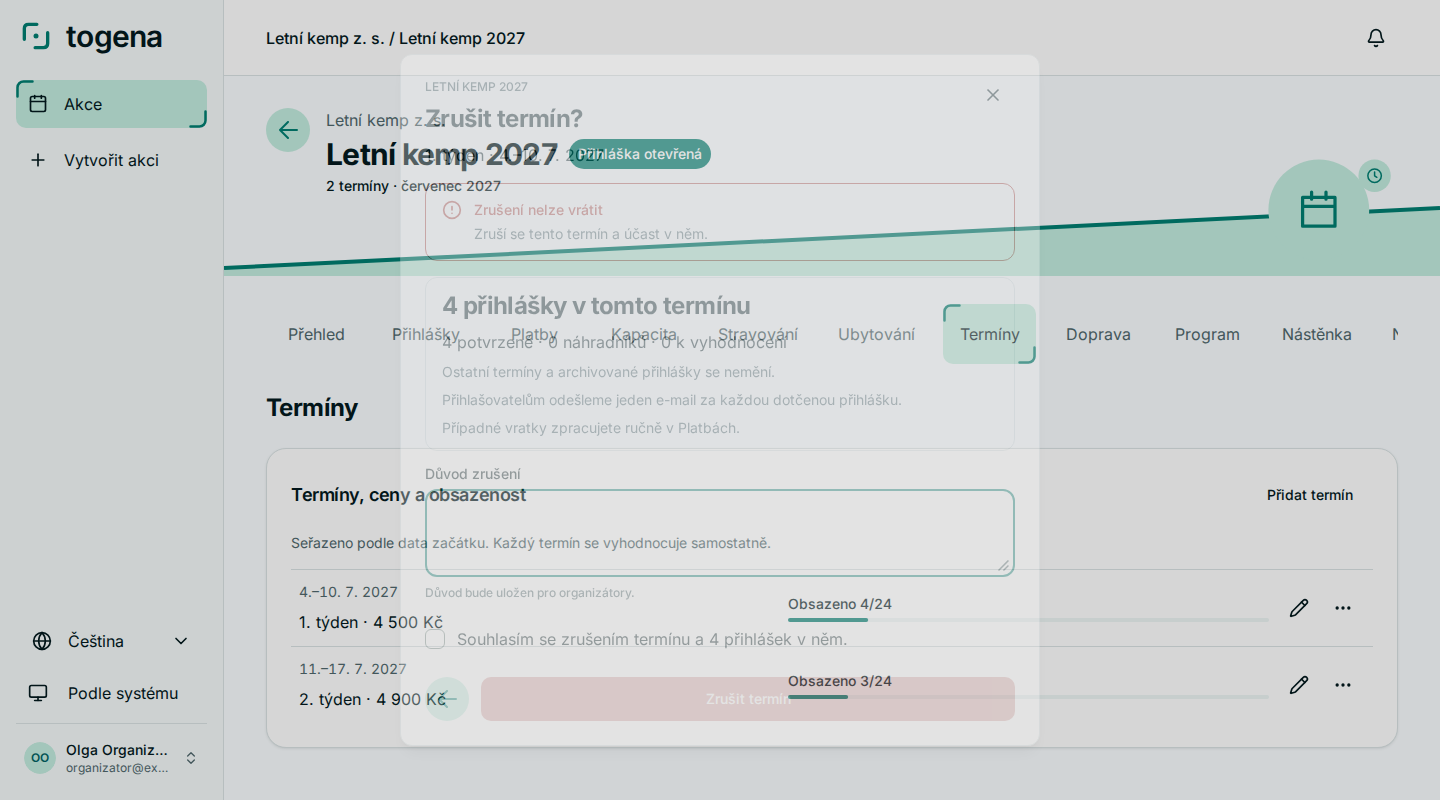 togena
Akce
Vytvořit akci
Čeština
Podle systému
OO
Olga Organiz...
organizator@ex...
Letní kemp z. s. / Letní kemp 2027
Letní kemp z. s.
Letní kemp 2027
Přihláška otevřená
2 termíny · červenec 2027
Přehled
Přihlášky
Platby
Kapacita
Stravování
Ubytování
Termíny
Doprava
Program
Nástěnka
Termíny
Termíny, ceny a obsazenost
Přidat termín
Seřazeno podle data začátku. Každý termín se vyhodnocuje samostatně.
4.–10. 7. 2027
1. týden · 4 500 Kč
Obsazeno 4/24
11.–17. 7. 2027
2. týden · 4 900 Kč
Obsazeno 3/24
LETNÍ KEMP 2027
Zrušit termín?
1. týden · 4.–10. 7. 2027
Zrušení nelze vrátit
Zruší se tento termín a účast v něm.
4 přihlášky v tomto termínu
4 potvrzené · 0 náhradníků · 0 k vyhodnocení
Ostatní termíny a archivované přihlášky se nemění.
Přihlašovatelům odešleme jeden e-mail za každou dotčenou přihlášku.
Případné vratky zpracujete ručně v Platbách.
Důvod zrušení
Důvod bude uložen pro organizátory.
Souhlasím se zrušením termínu a 4 přihlášek v něm.
Zrušit termín